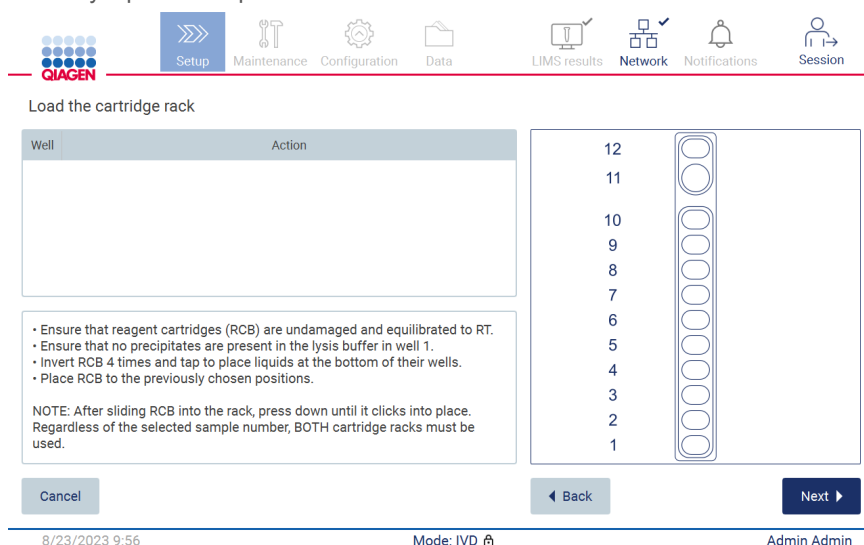 QIAGEN
Setup
Maintenance
Configuration
Data
LIMS results
Network
Notifications
Session
Load the cartridge rack
Well Action
• Ensure that reagent cartridges (RCB) are undamaged and equilibrated to RT.
• Ensure that no precipitates are present in the lysis buffer in well 1.
• Invert RCB 4 times and tap to place liquids at the bottom of their wells.
• Place RCB to the previously chosen positions.
NOTE: After sliding RCB into the rack, press down until it clicks into place.
Regardless of the selected sample number, BOTH cartridge racks must be
used.
12
11
10
9
8
7
6
5
4
3
2
1
Cancel
Back
Next
8/23/2023 9:56
Mode: IVD
Admin Admin